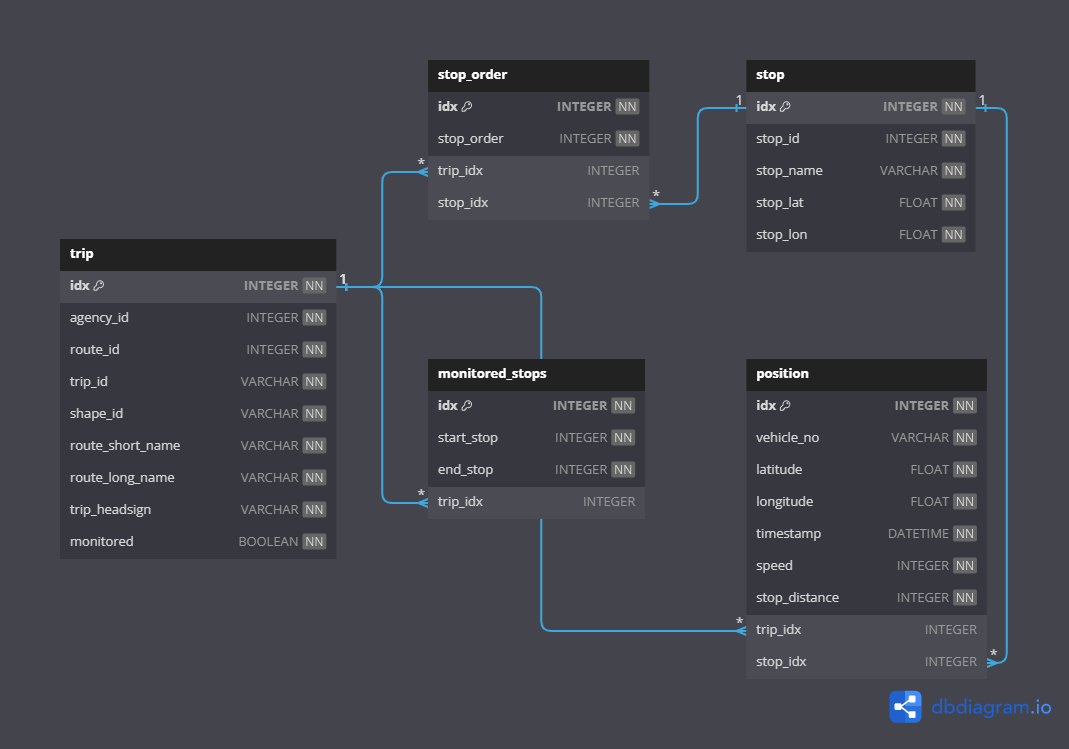 stop_order
idx INTEGER NN
stop_order INTEGER NN
* trip_idx INTEGER
stop_idx INTEGER *
stop
1 idx INTEGER NN 1
stop_id INTEGER NN
stop_name VARCHAR NN
stop_lat FLOAT NN
stop_lon FLOAT NN
trip
idx INTEGER NN 1
agency_id INTEGER NN
route_id INTEGER NN
trip_id VARCHAR NN
shape_id VARCHAR NN
route_short_name VARCHAR NN
route_long_name VARCHAR NN
trip_headsign VARCHAR NN
monitored BOOLEAN NN
monitored_stops
idx INTEGER NN
start_stop INTEGER NN
end_stop INTEGER NN
* trip_idx INTEGER
position
idx INTEGER NN
vehicle_no VARCHAR NN
latitude FLOAT NN
longitude FLOAT NN
timestamp DATETIME NN
speed INTEGER NN
stop_distance INTEGER NN
* trip_idx INTEGER
stop_idx INTEGER *
dbdiagram.io